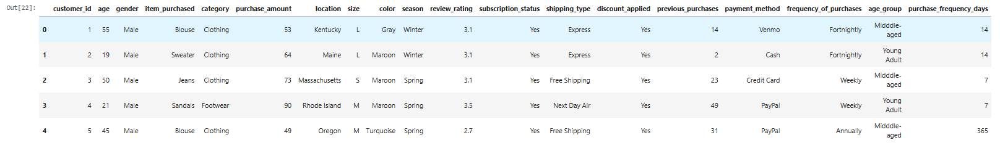 Out[22]:
customer_id age gender item_purchased category purchase_amount location size color season review_rating subscription_status shipping_type discount_applied previous_purchases payment_method frequency_of_purchases age_group purchase_frequency_days
0 1 55 Male Blouse Clothing 53 Kentucky L Gray Winter 3.1 Yes Express Yes 14 Venmo Fortnightly Midddle-aged 14
1 2 19 Male Sweater Clothing 64 Maine L Maroon Winter 3.1 Yes Express Yes 2 Cash Fortnightly Young Adult 14
2 3 50 Male Jeans Clothing 73 Massachusetts S Maroon Spring 3.1 Yes Free Shipping Yes 23 Credit Card Weekly Midddle-aged 7
3 4 21 Male Sandals Footwear 90 Rhode Island M Maroon Spring 3.5 Yes Next Day Air Yes 49 PayPal Weekly Young Adult 7
4 5 45 Male Blouse Clothing 49 Oregon M Turquoise Spring 2.7 Yes Free Shipping Yes 31 PayPal Annually Midddle-aged 365